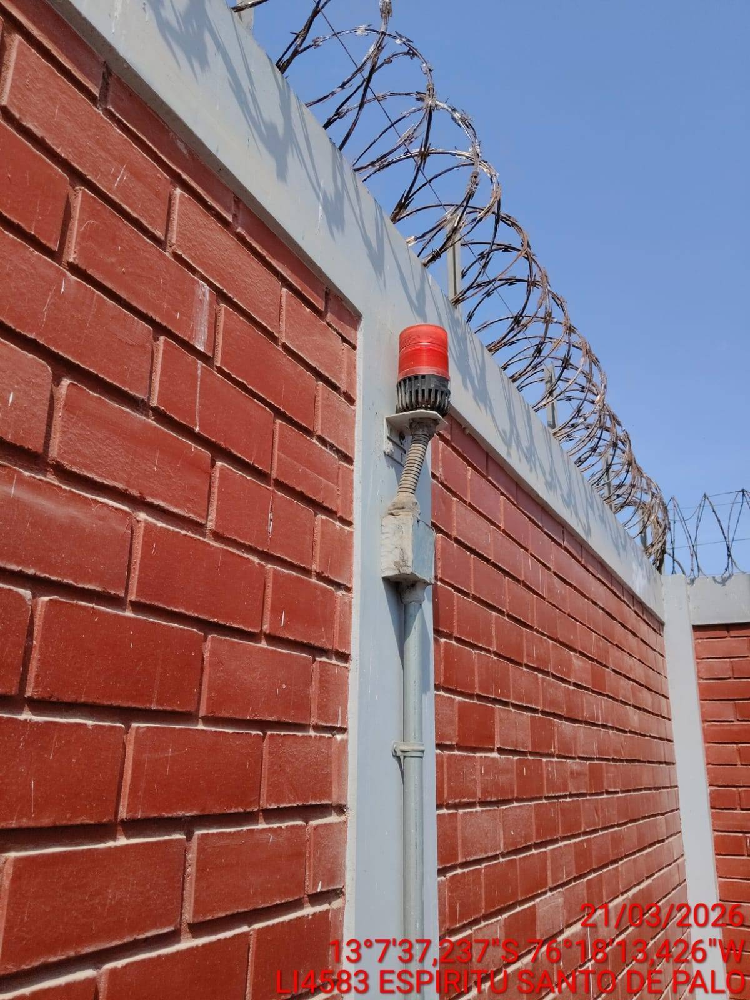 21/03/2026
13°7'37,237"S 76°18'13,426"W
LI4583 ESPIRITU SANTO DE PALO